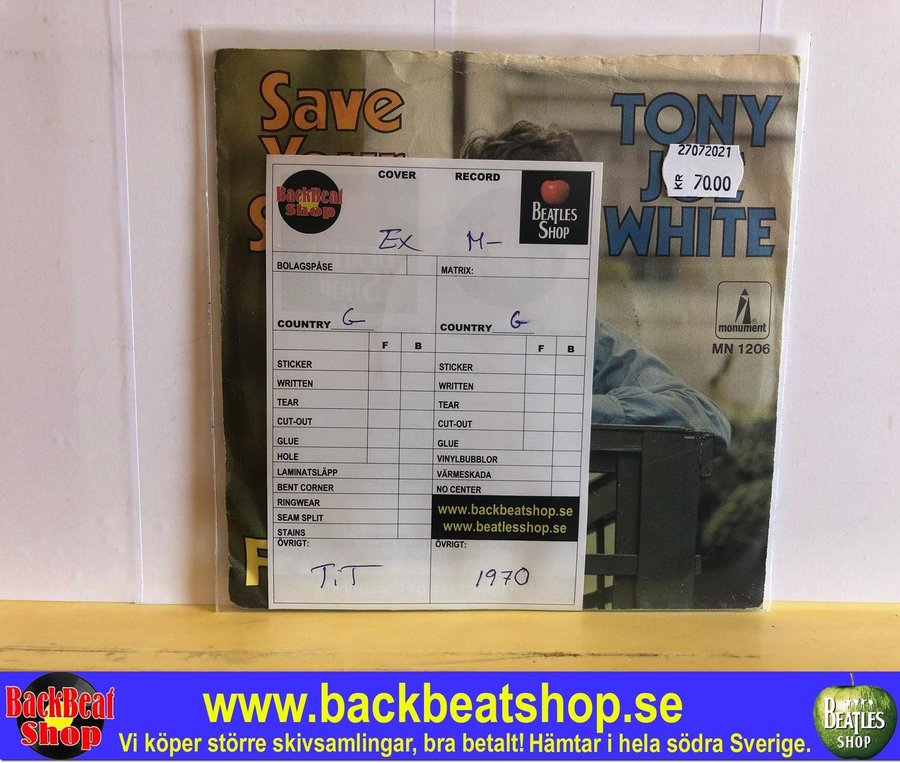 Save
Your
TONY
JOE
WHITE
27072021
KR 70.00
monument
MN 1206
BackBeat
Shop
COVER
RECORD
BEATLES
SHOP
Ex
M-
BOLAGSPÅSE
MATRIX:
COUNTRY G
COUNTRY G
F B
F B
STICKER
STICKER
WRITTEN
WRITTEN
TEAR
TEAR
CUT-OUT
CUT-OUT
GLUE
GLUE
HOLE
VINYLBUBBLOR
LAMINATSLÄPP
VÄRMESKADA
BENT CORNER
NO CENTER
RINGWEAR
SEAM SPLIT
STAINS
www.backbeatshop.se
www.beatlesshop.se
ÖVRIGT:
ÖVRIGT:
T.T
1970
BackBeat
Shop
www.backbeatshop.se
Vi köper större skivsamlingar, bra betalt! Hämtar i hela södra Sverige.
BEATLES
SHOP